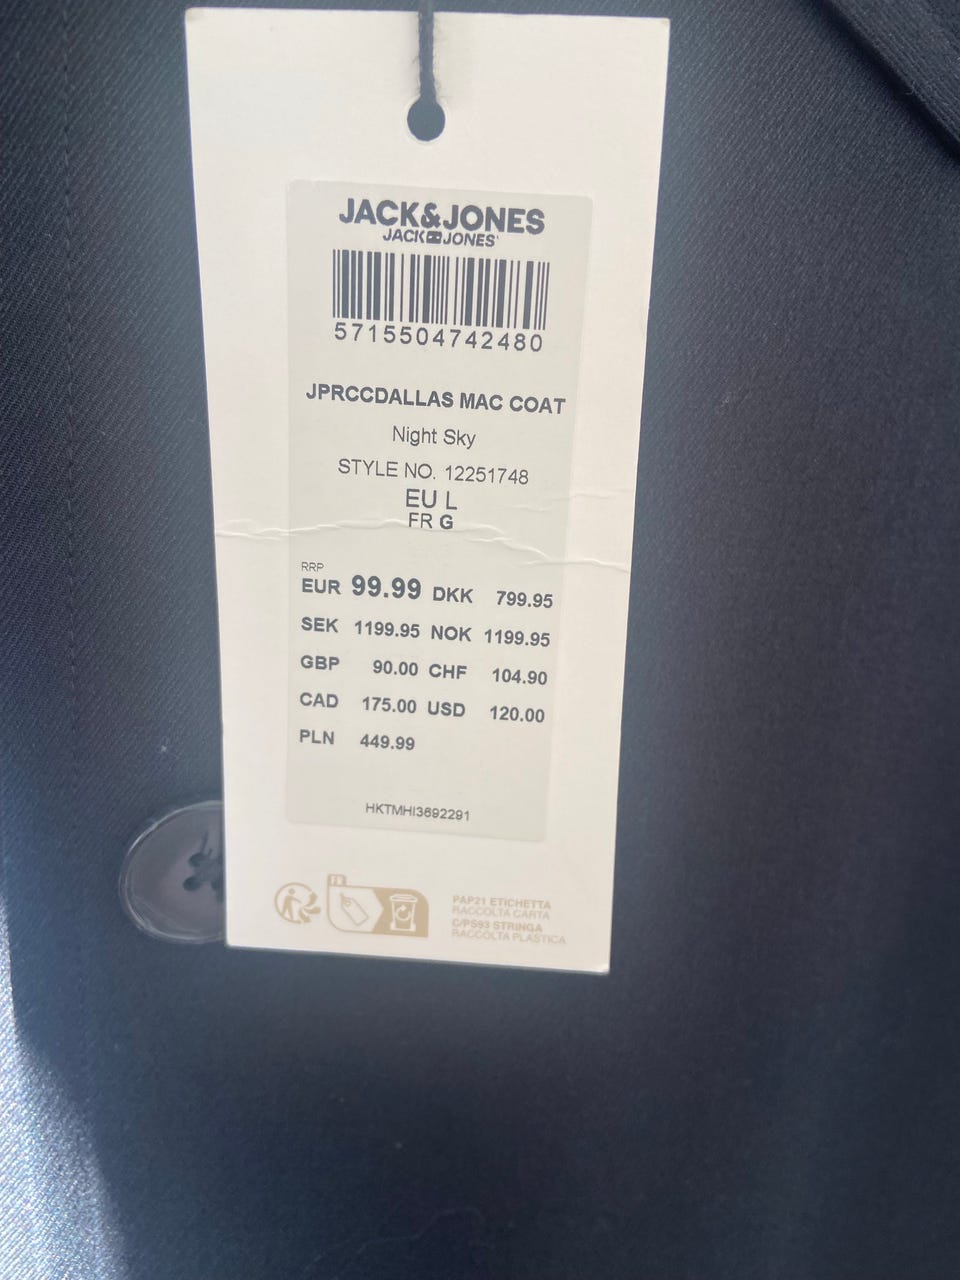 JACK&JONES
JACK JONES
5715504742480
JPRCCDALLAS MAC COAT
Night Sky
STYLE NO. 12251748
EU L
FR G
RRP
EUR 99.99 DKK 799.95
SEK 1199.95 NOK 1199.95
GBP 90.00 CHF 104.90
CAD 175.00 USD 120.00
PLN 449.99
HKTMHI3692291
FR
PAP21 ETICHETTA
RACCOLTA CARTA
C/PS93 STRINGA
RACCOLTA PLASTICA